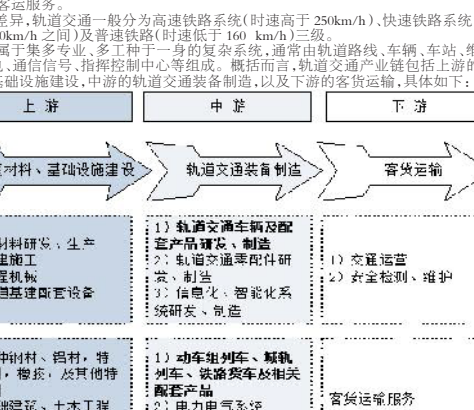 客运服务。
差异，轨道交通一般分为高速铁路系统（时速高于 250km/h）、快速铁路系统（
0km/h 之间）及普速铁路（时速低于 160 km/h）三级。
属于集多专业、多工种于一身的复杂系统，通常由轨道路线、车辆、车站、维
、通信信号、指挥控制中心等组成。概括而言，轨道交通产业链包括上游的
基础设施建设，中游的轨道交通装备制造，以及下游的客货运输，具体如下：
上 游
中 游
下 游
材料、基础设施建设
轨道交通装备制造
客货运输
材料研发、生产
建施工
程机械
道基建配套设备
1）轨道交通车辆及配
套产品研发、制造
2）轨道交通零配件研
发、制造
3）信息化、智能化系
统研发、制造
1）交通运营
2）安全检测、维护
钢材、铝材，特
，橡胶，及其他特
础建设、土木工程
1）动车组列车、城轨
列车、铁路货车及相关
配套产品
2）电力电气系统
客货运输服务